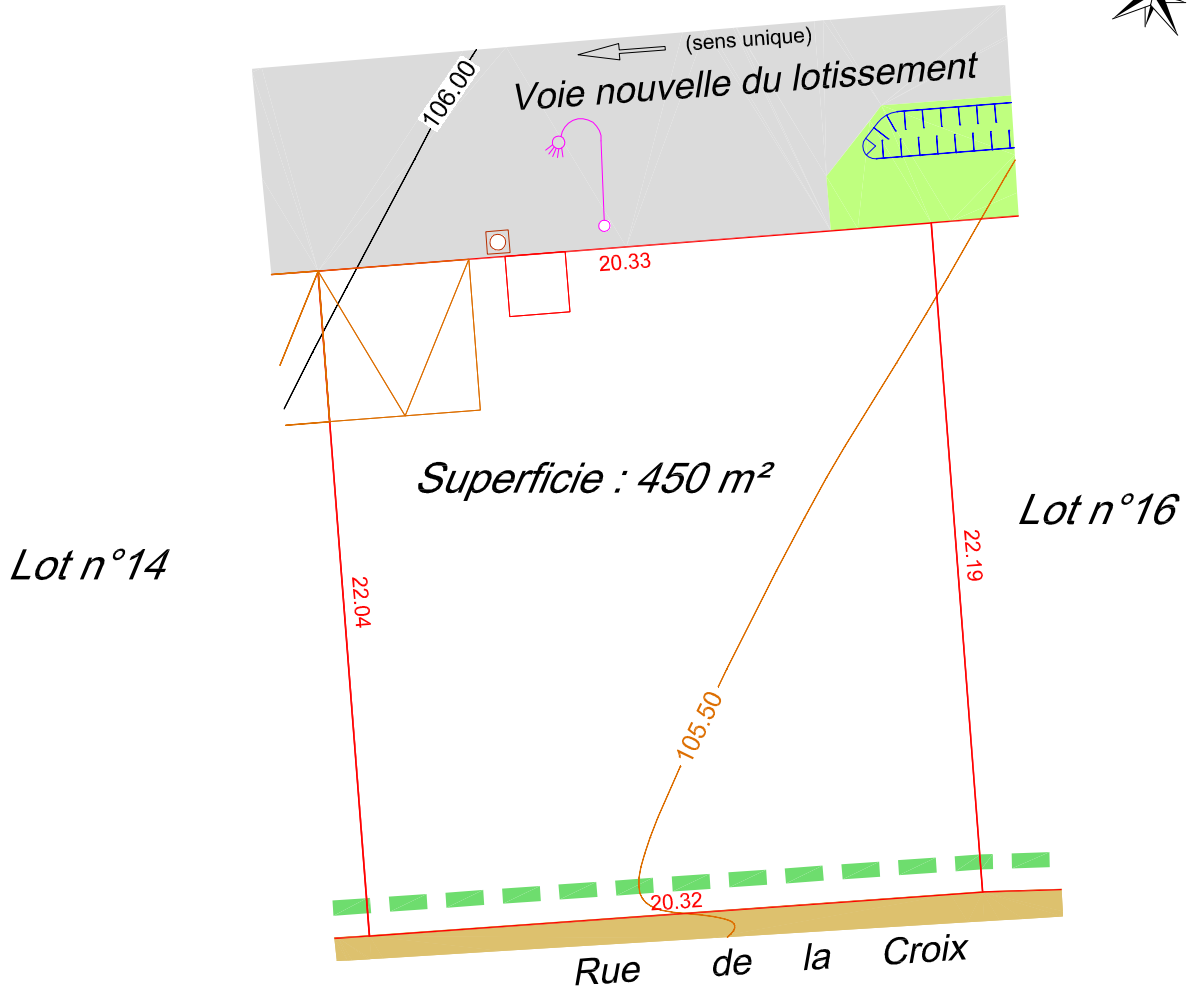 (sens unique)
Voie nouvelle du lotissement
106.00
20.33
Superficie : 450 m²
Lot n°16
Lot n°14
22.19
22.04
105.50
20.32
Rue de la Croix